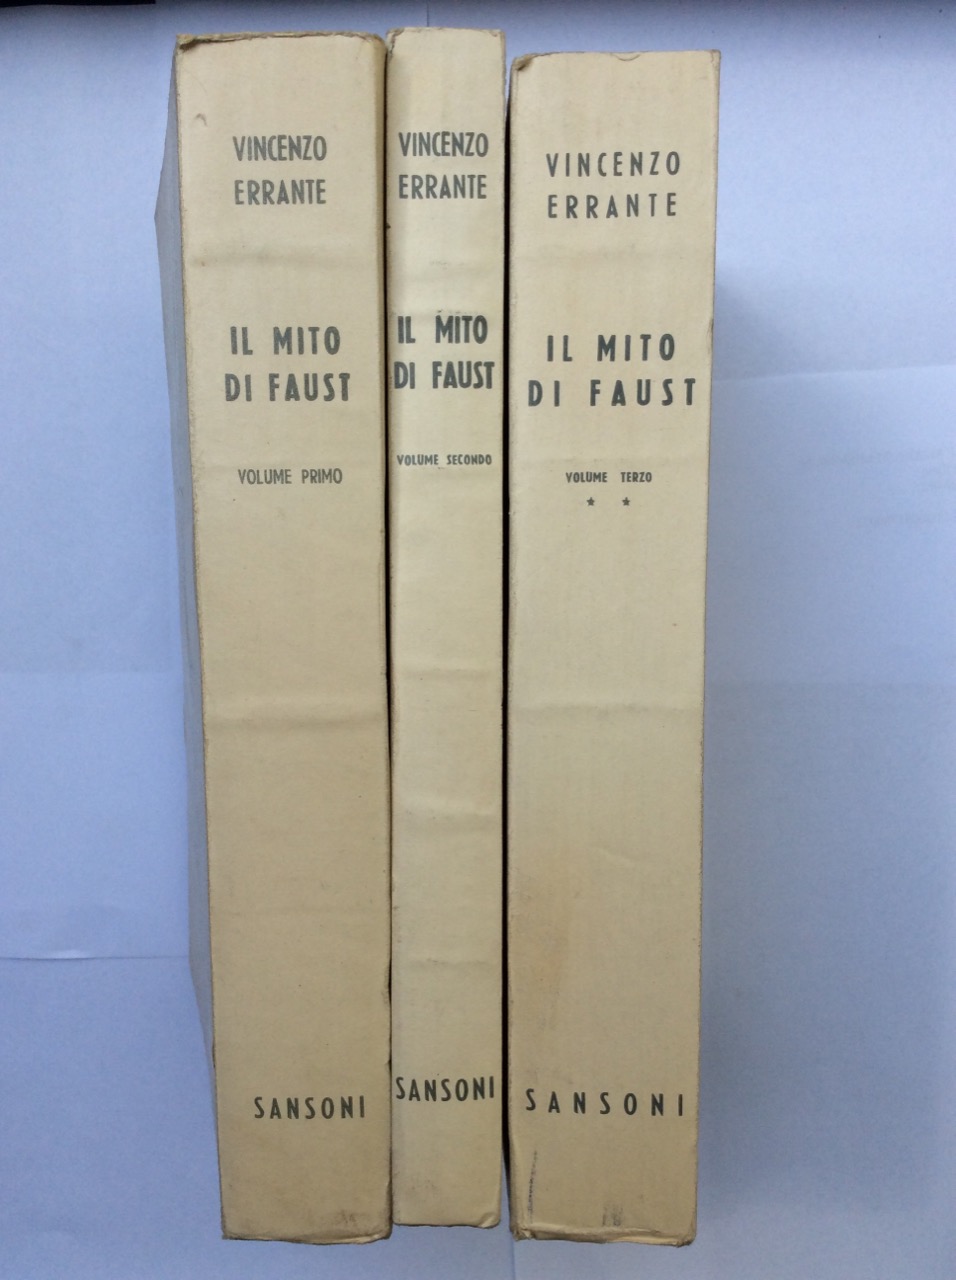 VINCENZO
ERRANTE
IL MITO
DI FAUST
VOLUME PRIMO
SANSONI
VINCENZO
ERRANTE
IL MITO
DI FAUST
VOLUME SECONDO
SANSONI
VINCENZO
ERRANTE
IL MITO
DI FAUST
VOLUME TERZO
★ ★
SANSONI